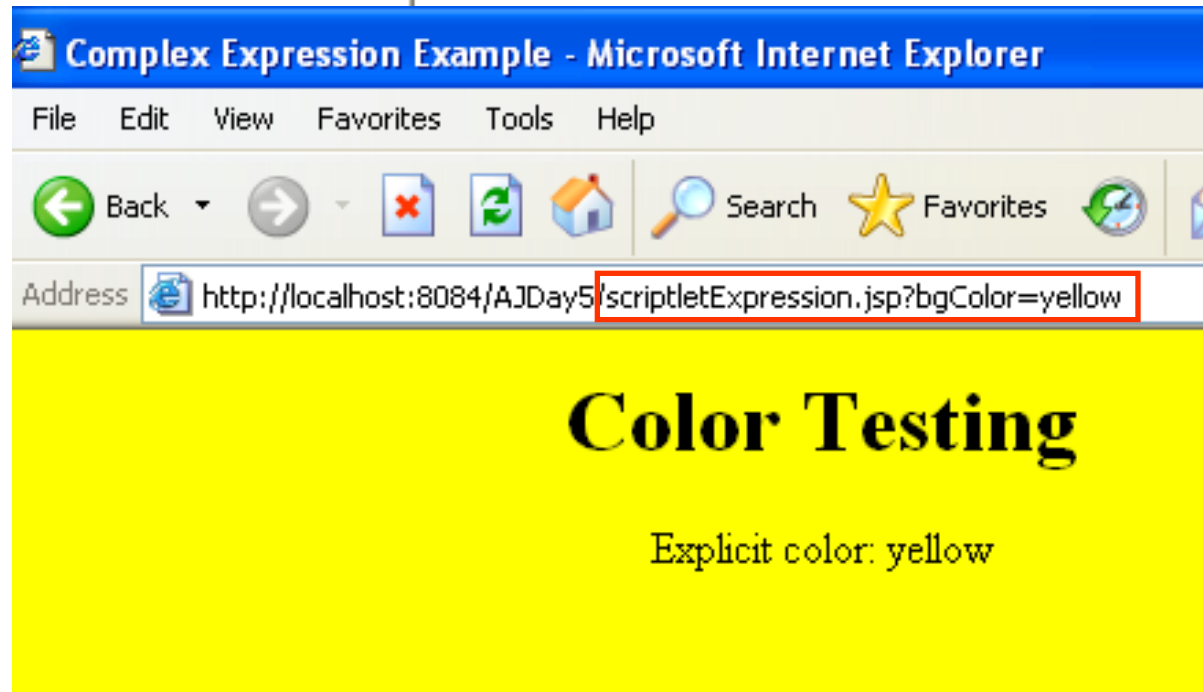 Complex Expression Example - Microsoft Internet Explorer
File Edit View Favorites Tools Help
Back Search Favorites
Address http://localhost:8084/AJDay5/scriptletExpression.jsp?bgColor=yellow
Color Testing
Explicit color: yellow